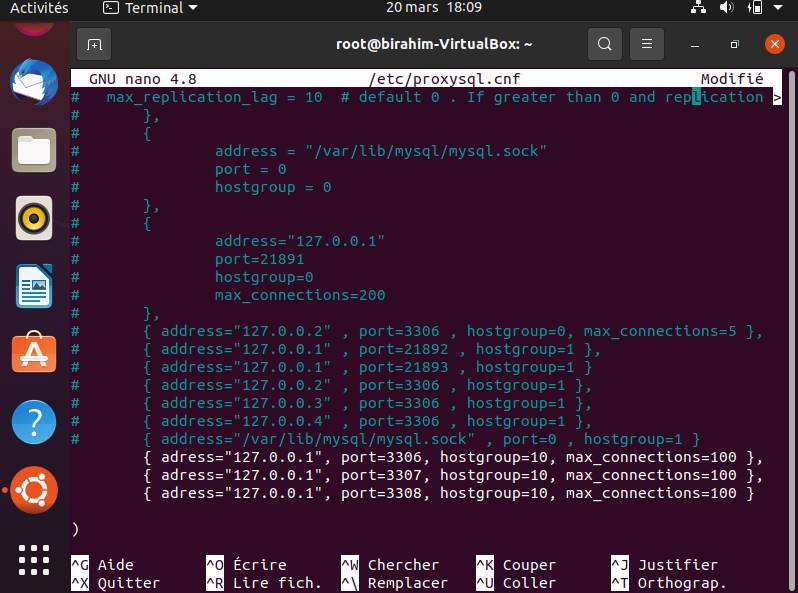 Activités Terminal 20 mars 18:09
root@birahim-VirtualBox: ~
GNU nano 4.8 /etc/proxysql.cnf Modifié
#   max_replication_lag = 10  # default 0 . If greater than 0 and replication >
#       },
#       {
#               address = "/var/lib/mysql/mysql.sock"
#               port = 0
#               hostgroup = 0
#       },
#       {
#               address="127.0.0.1"
#               port=21891
#               hostgroup=0
#               max_connections=200
#       },
#       { address="127.0.0.2" , port=3306 , hostgroup=0, max_connections=5 },
#       { address="127.0.0.1" , port=21892 , hostgroup=1 },
#       { address="127.0.0.1" , port=21893 , hostgroup=1 }
#       { address="127.0.0.2" , port=3306 , hostgroup=1 },
#       { address="127.0.0.3" , port=3306 , hostgroup=1 },
#       { address="127.0.0.4" , port=3306 , hostgroup=1 },
#       { address="/var/lib/mysql/mysql.sock" , port=0 , hostgroup=1 }
        { adress="127.0.0.1", port=3306, hostgroup=10, max_connections=100 },
        { adress="127.0.0.1", port=3307, hostgroup=10, max_connections=100 },
        { adress="127.0.0.1", port=3308, hostgroup=10, max_connections=100 }
)
^G Aide ^O Écrire ^W Chercher ^K Couper ^J Justifier
^X Quitter ^R Lire fich. ^\ Remplacer ^U Coller ^T Orthograp.